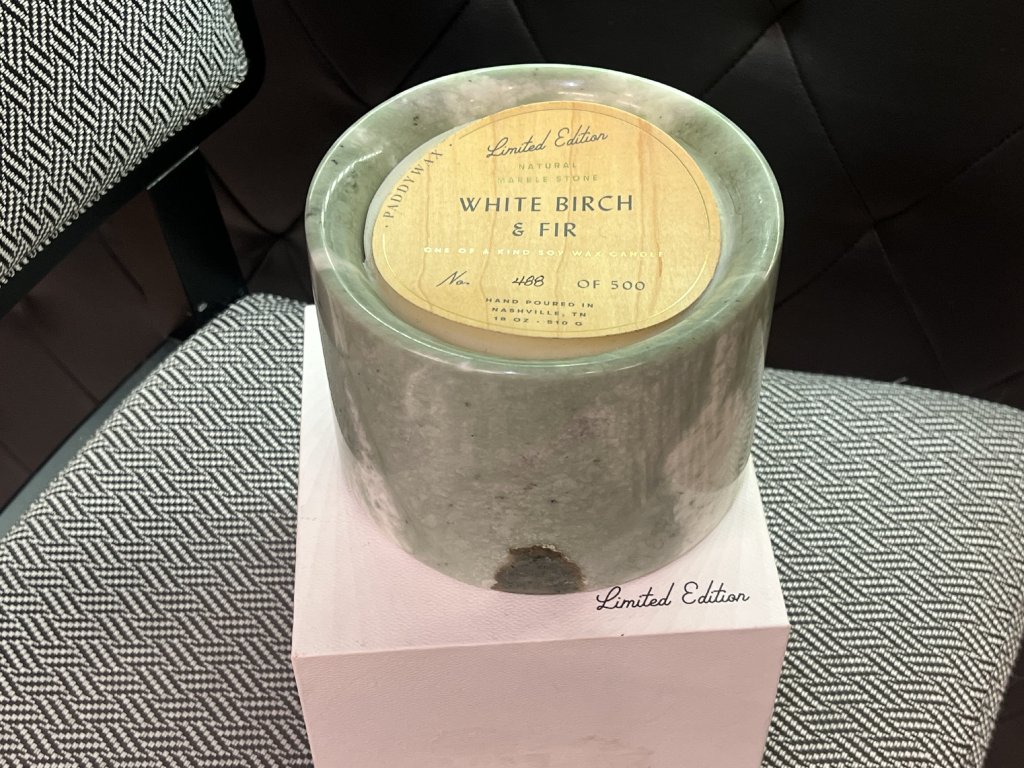 PADDYWAX
Limited Edition
NATURAL
MARBLE STONE
WHITE BIRCH
& FIR
ONE OF A KIND SOY WAX CANDLE
No. 488 OF 500
HAND POURED IN
NASHVILLE, TN
18 OZ • 510 G
Limited Edition